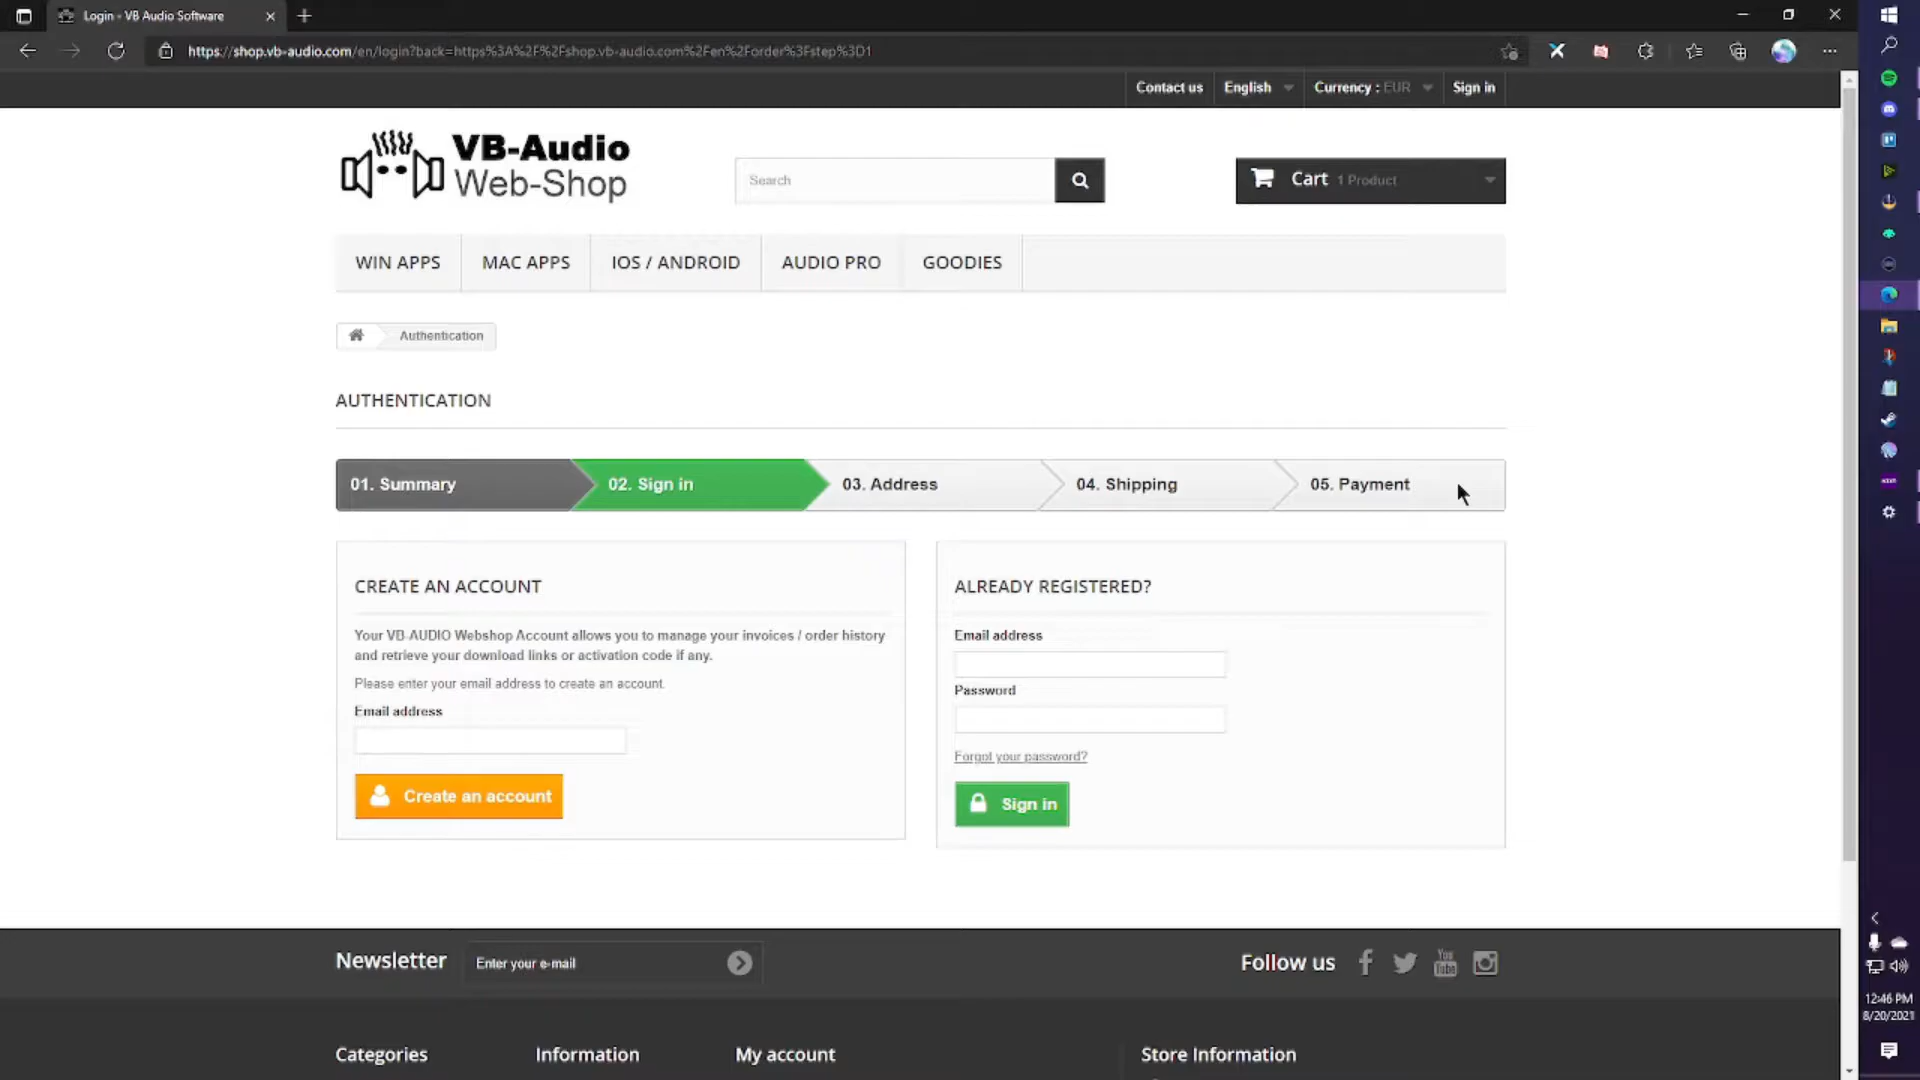 Login - VB Audio Software
https://shop.vb-audio.com/en/login?back=https%3A%2F%2Fshop.vb-audio.com%2Fen%2Forder%3Fstep%3D1
Contact us
English
Currency : EUR
Sign in
VB-Audio
Web-Shop
Search
Cart 1 Product
WIN APPS
MAC APPS
IOS / ANDROID
AUDIO PRO
GOODIES
Authentication
AUTHENTICATION
01. Summary
02. Sign in
03. Address
04. Shipping
05. Payment
CREATE AN ACCOUNT
Your VB-AUDIO Webshop Account allows you to manage your invoices / order history
and retrieve your download links or activation code if any.
Please enter your email address to create an account.
Email address
Create an account
ALREADY REGISTERED?
Email address
Password
Forgot your password?
Sign in
Newsletter
Enter your e-mail
Follow us
You
Tube
Categories
Information
My account
Store Information
12:46 PM
8/20/2021